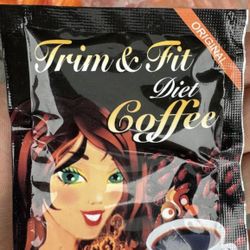 ORIGINAL
Trim & Fit
Diet
Coffee